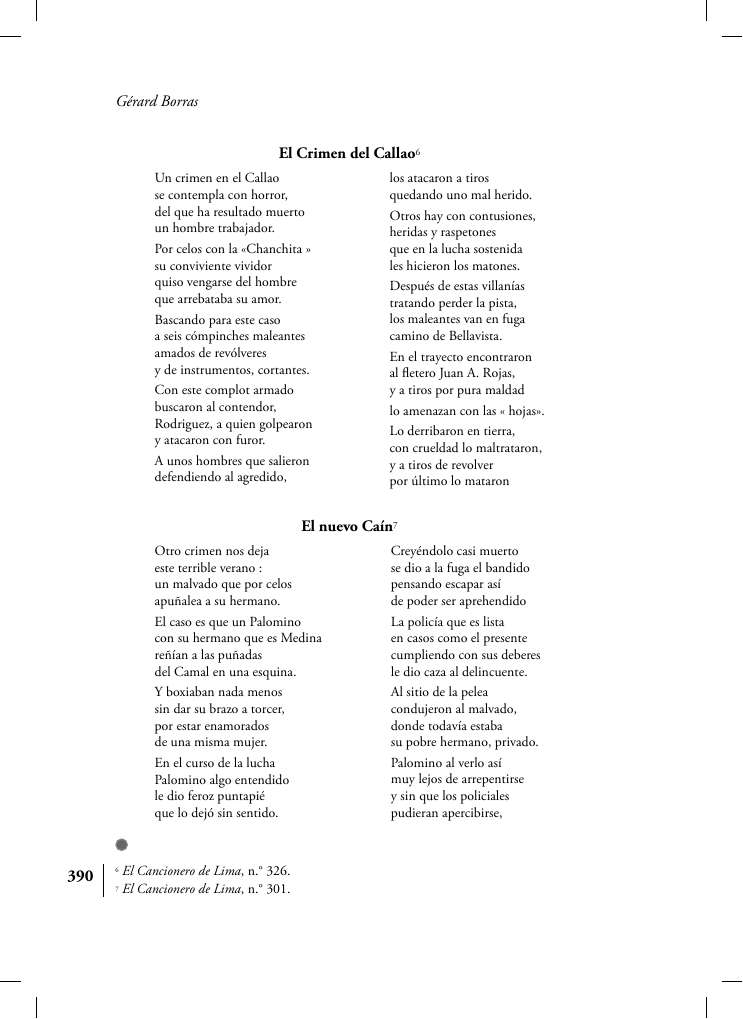 Gérard Borras
El Crimen del Callao6
Un crimen en el Callao
se contempla con horror,
del que ha resultado muerto
un hombre trabajador.
Por celos con la «Chanchita »
su conviviente vividor
quiso vengarse del hombre
que arrebataba su amor.
Bascando para este caso
a seis cómpinches maleantes
amados de revólveres
y de instrumentos, cortantes.
Con este complot armado
buscaron al contendor,
Rodriguez, a quien golpearon
y atacaron con furor.
A unos hombres que salieron
defendiendo al agredido,
los atacaron a tiros
quedando uno mal herido.
Otros hay con contusiones,
heridas y raspetones
que en la lucha sostenida
les hicieron los matones.
Después de estas villanías
tratando perder la pista,
los maleantes van en fuga
camino de Bellavista.
En el trayecto encontraron
al fletero Juan A. Rojas,
y a tiros por pura maldad
lo amenazan con las « hojas».
Lo derribaron en tierra,
con crueldad lo maltrataron,
y a tiros de revolver
por último lo mataron
El nuevo Caín7
Otro crimen nos deja
este terrible verano :
un malvado que por celos
apuñalea a su hermano.
El caso es que un Palomino
con su hermano que es Medina
reñían a las puñadas
del Camal en una esquina.
Y boxiaban nada menos
sin dar su brazo a torcer,
por estar enamorados
de una misma mujer.
En el curso de la lucha
Palomino algo entendido
le dio feroz puntapié
que lo dejó sin sentido.
Creyéndolo casi muerto
se dio a la fuga el bandido
pensando escapar así
de poder ser aprehendido
La policía que es lista
en casos como el presente
cumpliendo con sus deberes
le dio caza al delincuente.
Al sitio de la pelea
condujeron al malvado,
donde todavía estaba
su pobre hermano, privado.
Palomino al verlo así
muy lejos de arrepentirse
y sin que los policiales
pudieran apercibirse,
390
6 El Cancionero de Lima, n.° 326.
7 El Cancionero de Lima, n.° 301.